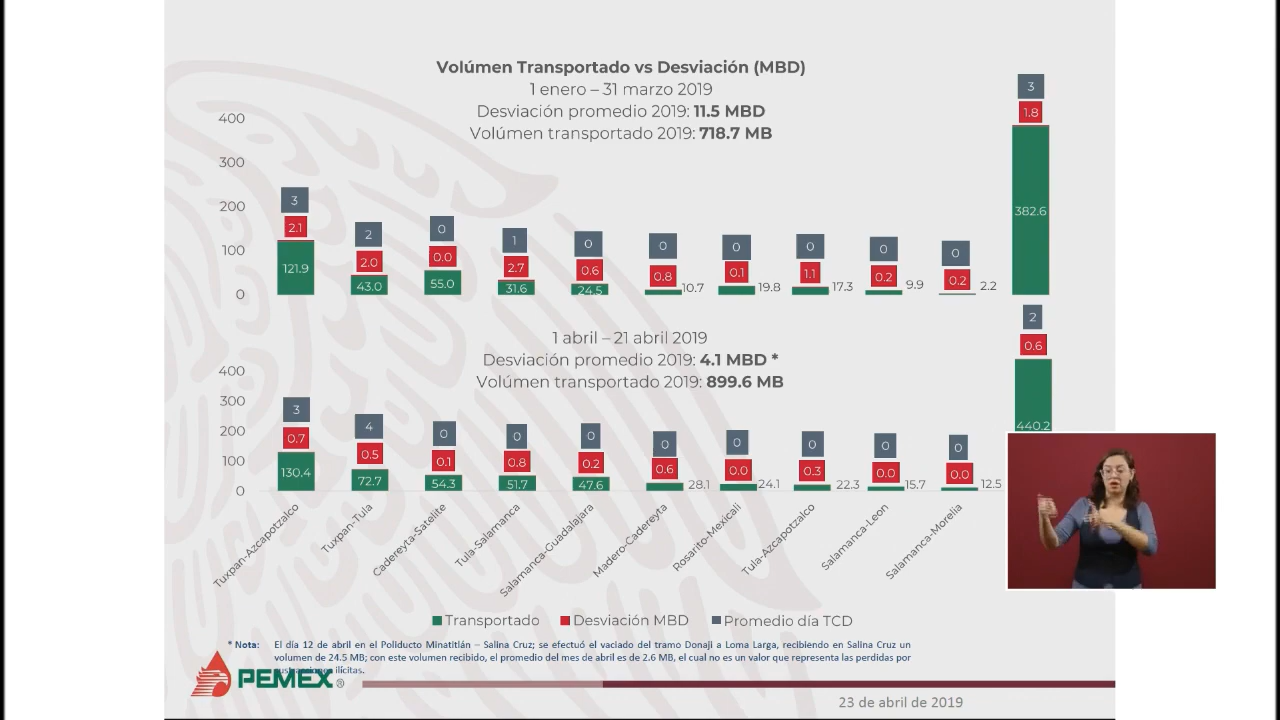 Volúmen Transportado vs Desviación (MBD)
1 enero – 31 marzo 2019
Desviación promedio 2019: 11.5 MBD
Volúmen transportado 2019: 718.7 MB
400
300
200
100
0
3 2 0 1 0 0 0 0 0 0 3
2.1 2.0 0.0 2.7 0.6 0.8 0.1 1.1 0.2 0.2 1.8
121.9 43.0 55.0 31.6 24.5 10.7 19.8 17.3 9.9 2.2 382.6
1 abril – 21 abril 2019
Desviación promedio 2019: 4.1 MBD *
Volúmen transportado 2019: 899.6 MB
400
300
200
100
0
3 4 0 0 0 0 0 0 0 0 2
0.7 0.5 0.1 0.8 0.2 0.6 0.0 0.3 0.0 0.0 0.6
130.4 72.7 54.3 51.7 47.6 28.1 24.1 22.3 15.7 12.5 440.2
Tuxpan-Azcapotzalco
Tuxpan-Tula
Cadereyta-Satélite
Tula-Salamanca
Salamanca-Guadalajara
Madero-Cadereyta
Rosarito-Mexicali
Tula-Azcapotzalco
Salamanca-Leon
Salamanca-Morelia
Transportado Desviación MBD Promedio día TCD
* Nota: El día 12 de abril en el Poliducto Minatitlán – Salina Cruz; se efectuó el vaciado del tramo Donaji a Loma Larga, recibiendo en Salina Cruz un
volumen de 24.5 MB; con este volumen recibido, el promedio del mes de abril es de 2.6 MB, el cual no es un valor que representa las perdidas por
ilícitas.
PEMEX®
23 de abril de 2019